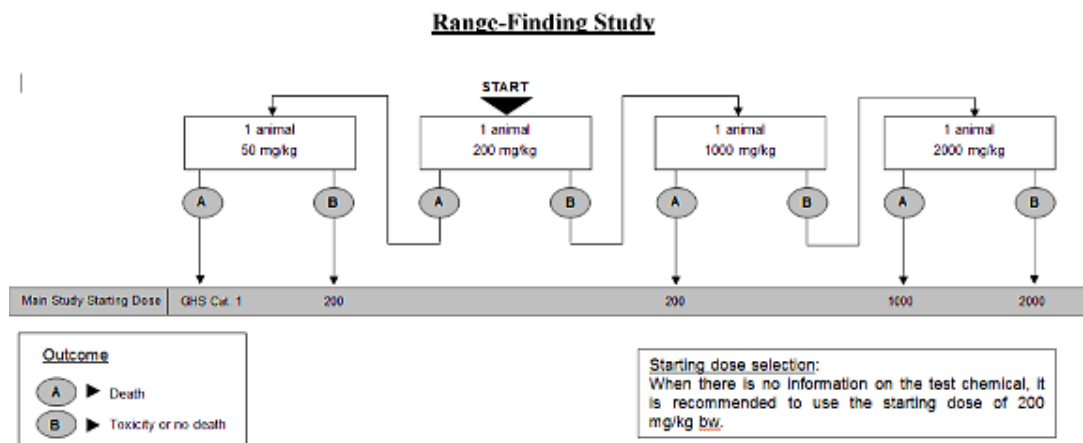 Range-Finding Study
START
1 animal
50 mg/kg
1 animal
200 mg/kg
1 animal
1000 mg/kg
1 animal
2000 mg/kg
A
B
A
B
A
B
A
B
Main Study Starting Dose
GHS Cat. 1
200
200
1000
2000
Outcome
A Death
B Toxicity or no death
Starting dose selection:
When there is no information on the test chemical, it
is recommended to use the starting dose of 200
mg/kg bw.